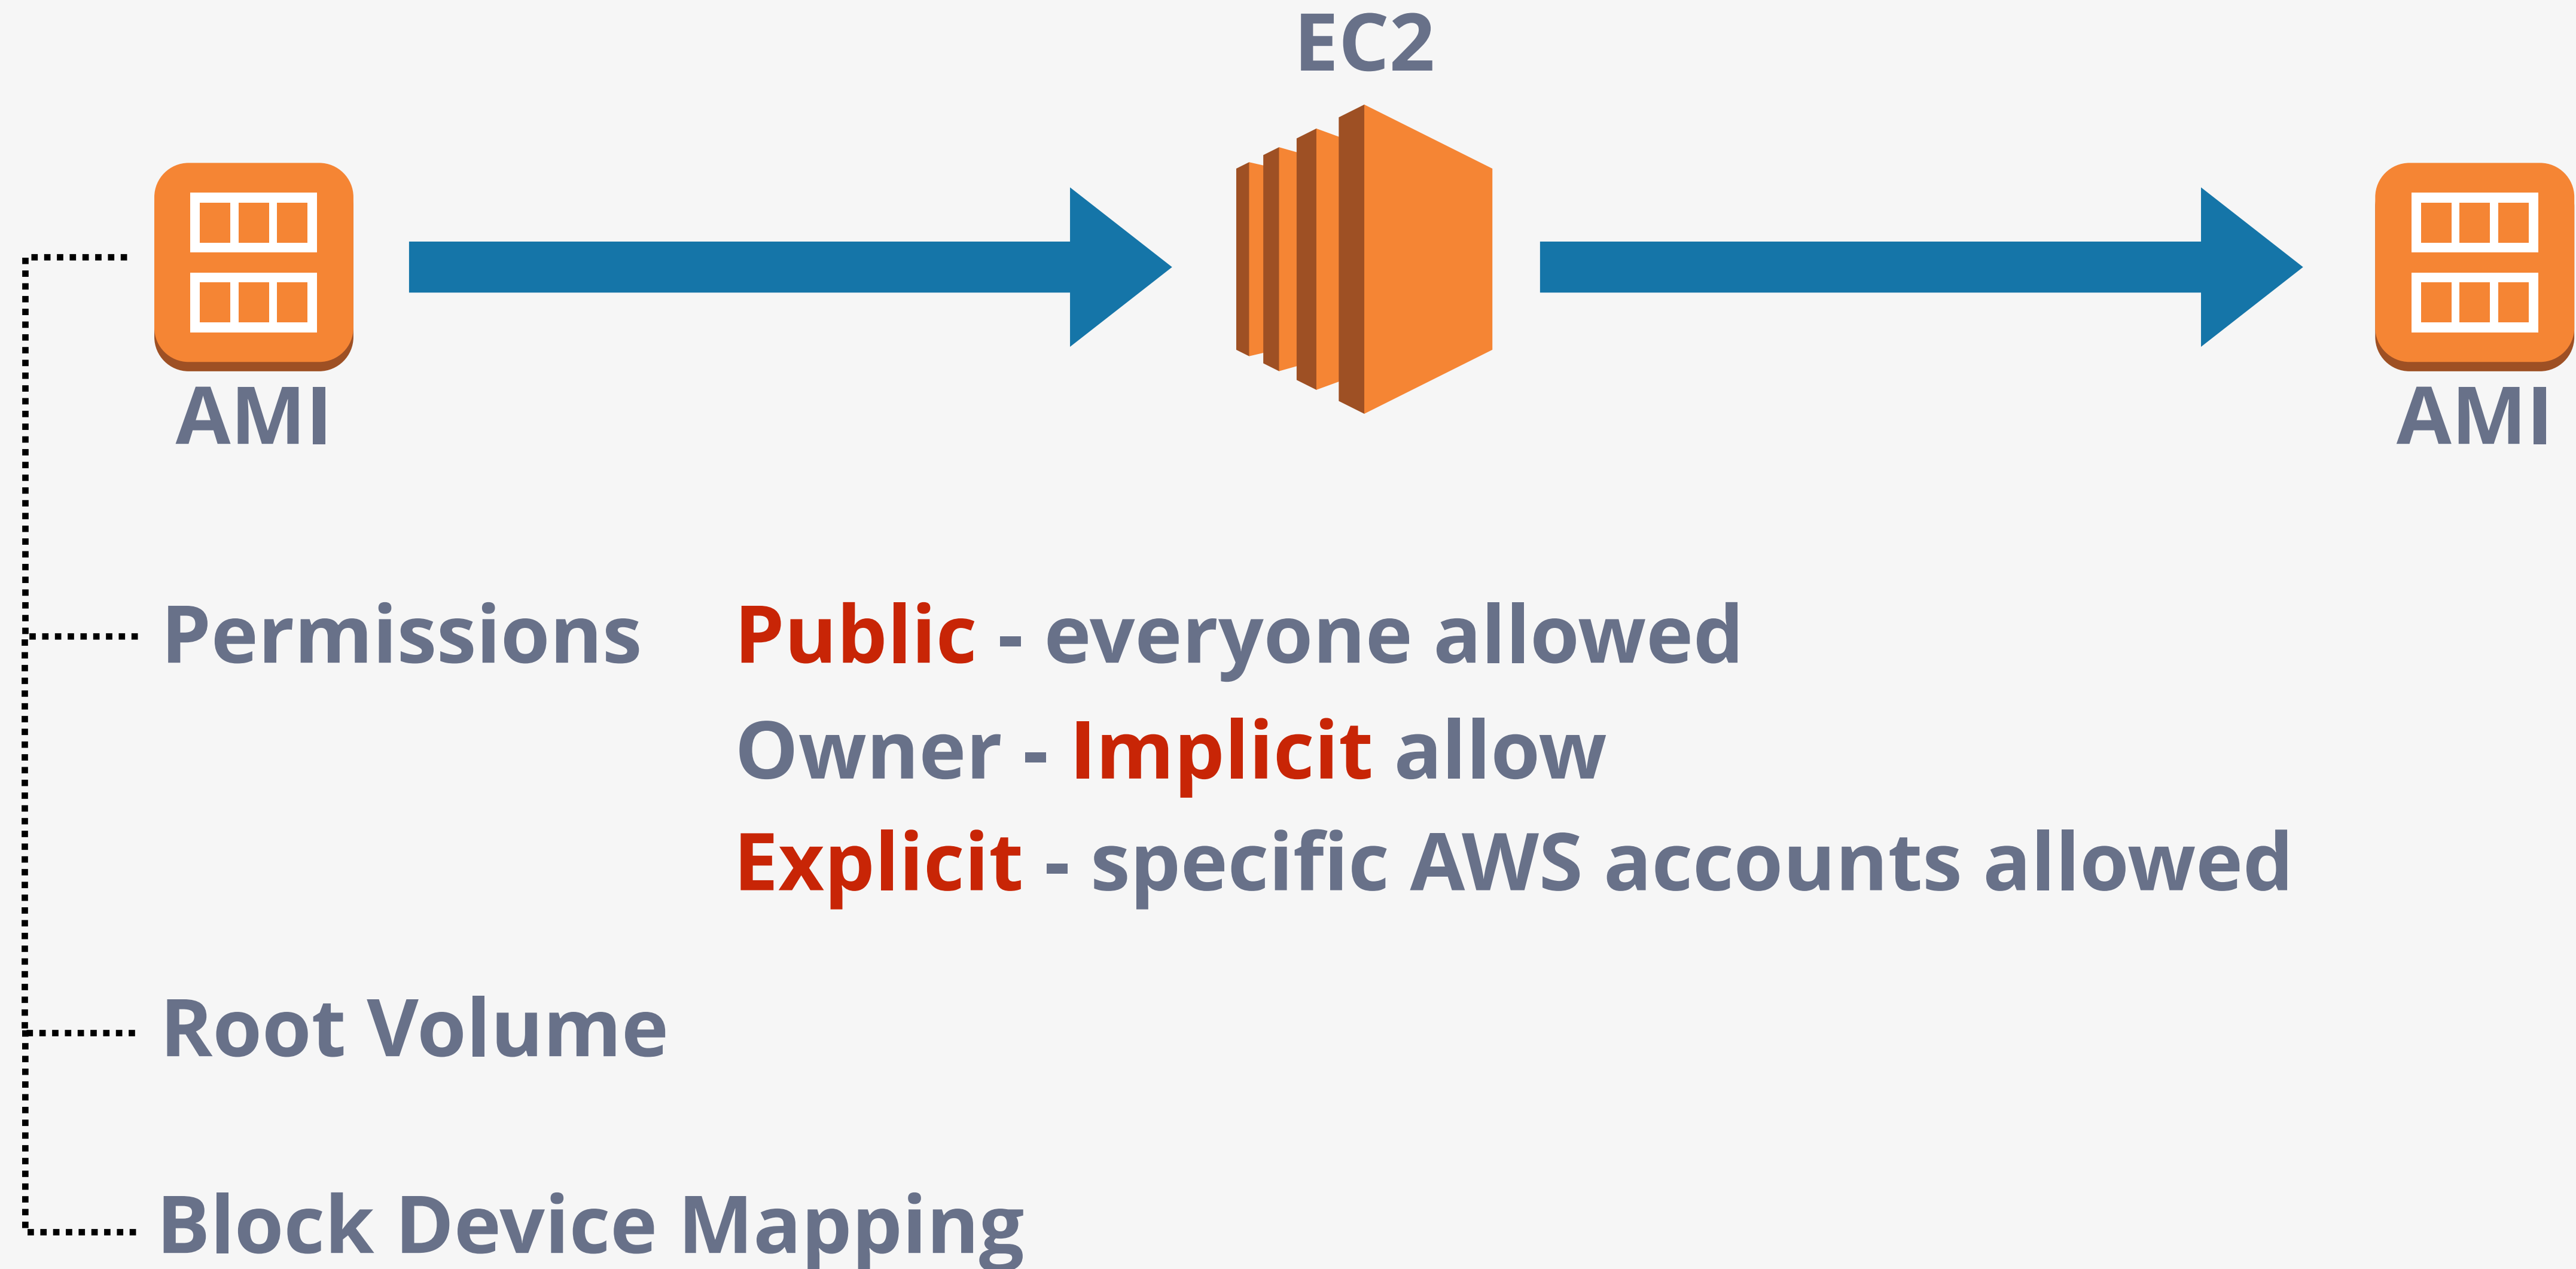 EC2
AMI
AMI
Permissions
Public - everyone allowed
Owner - Implicit allow
Explicit - specific AWS accounts allowed
Root Volume
Block Device Mapping